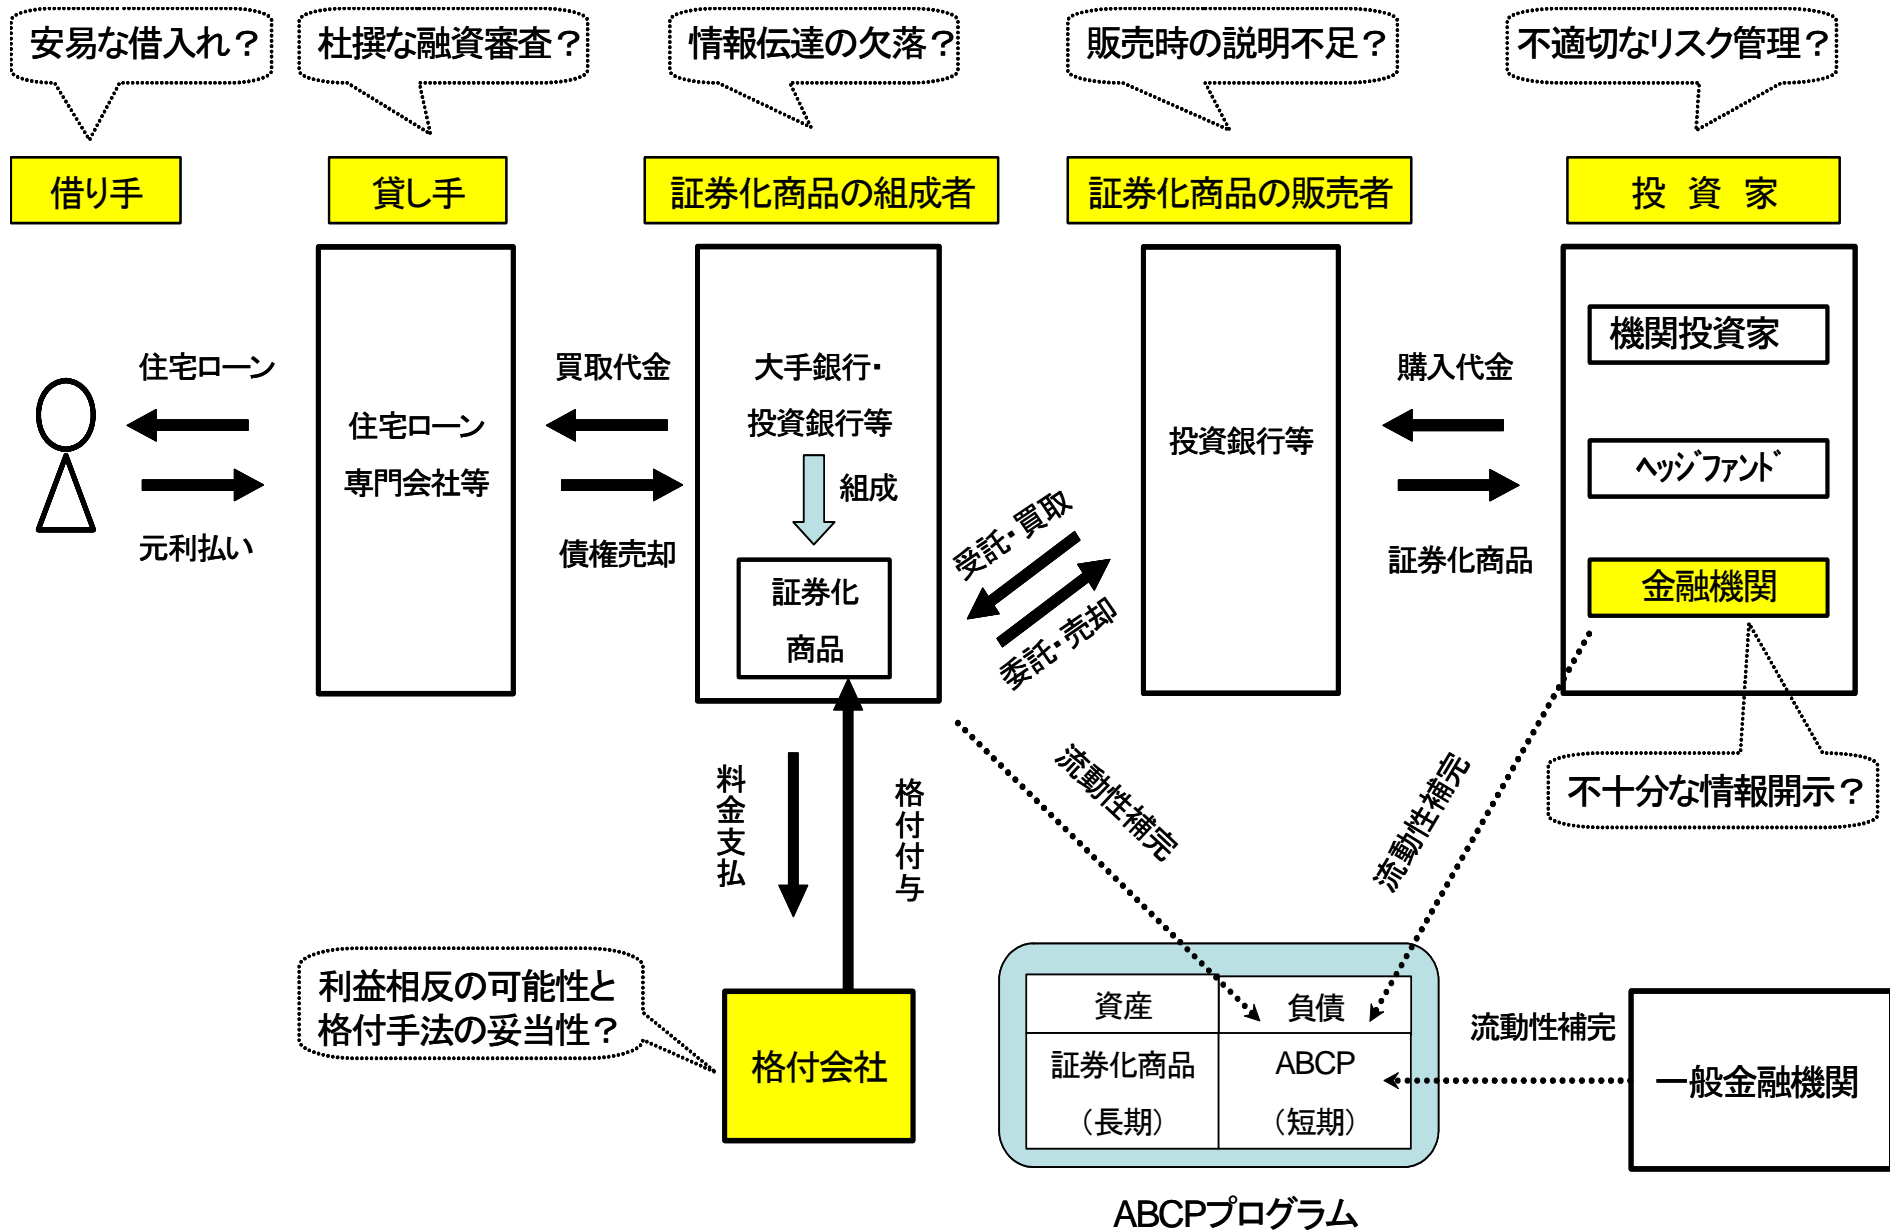 安易な借入れ？
杜撰な融資審査？
情報伝達の欠落？
販売時の説明不足？
不適切なリスク管理？
借り手
貸し手
証券化商品の組成者
証券化商品の販売者
投 資 家
住宅ローン
元利払い
住宅ローン
専門会社等
買取代金
債権売却
大手銀行・
投資銀行等
組成
証券化
商品
受託・買取
委託・売却
投資銀行等
購入代金
証券化商品
機関投資家
ﾍｯｼﾞﾌｧﾝﾄﾞ
金融機関
不十分な情報開示？
料金支払
格付付与
流動性補完
流動性補完
利益相反の可能性と
格付手法の妥当性？
格付会社
資産
負債
証券化商品
（長期）
ABCP
（短期）
流動性補完
一般金融機関
ABCPプログラム